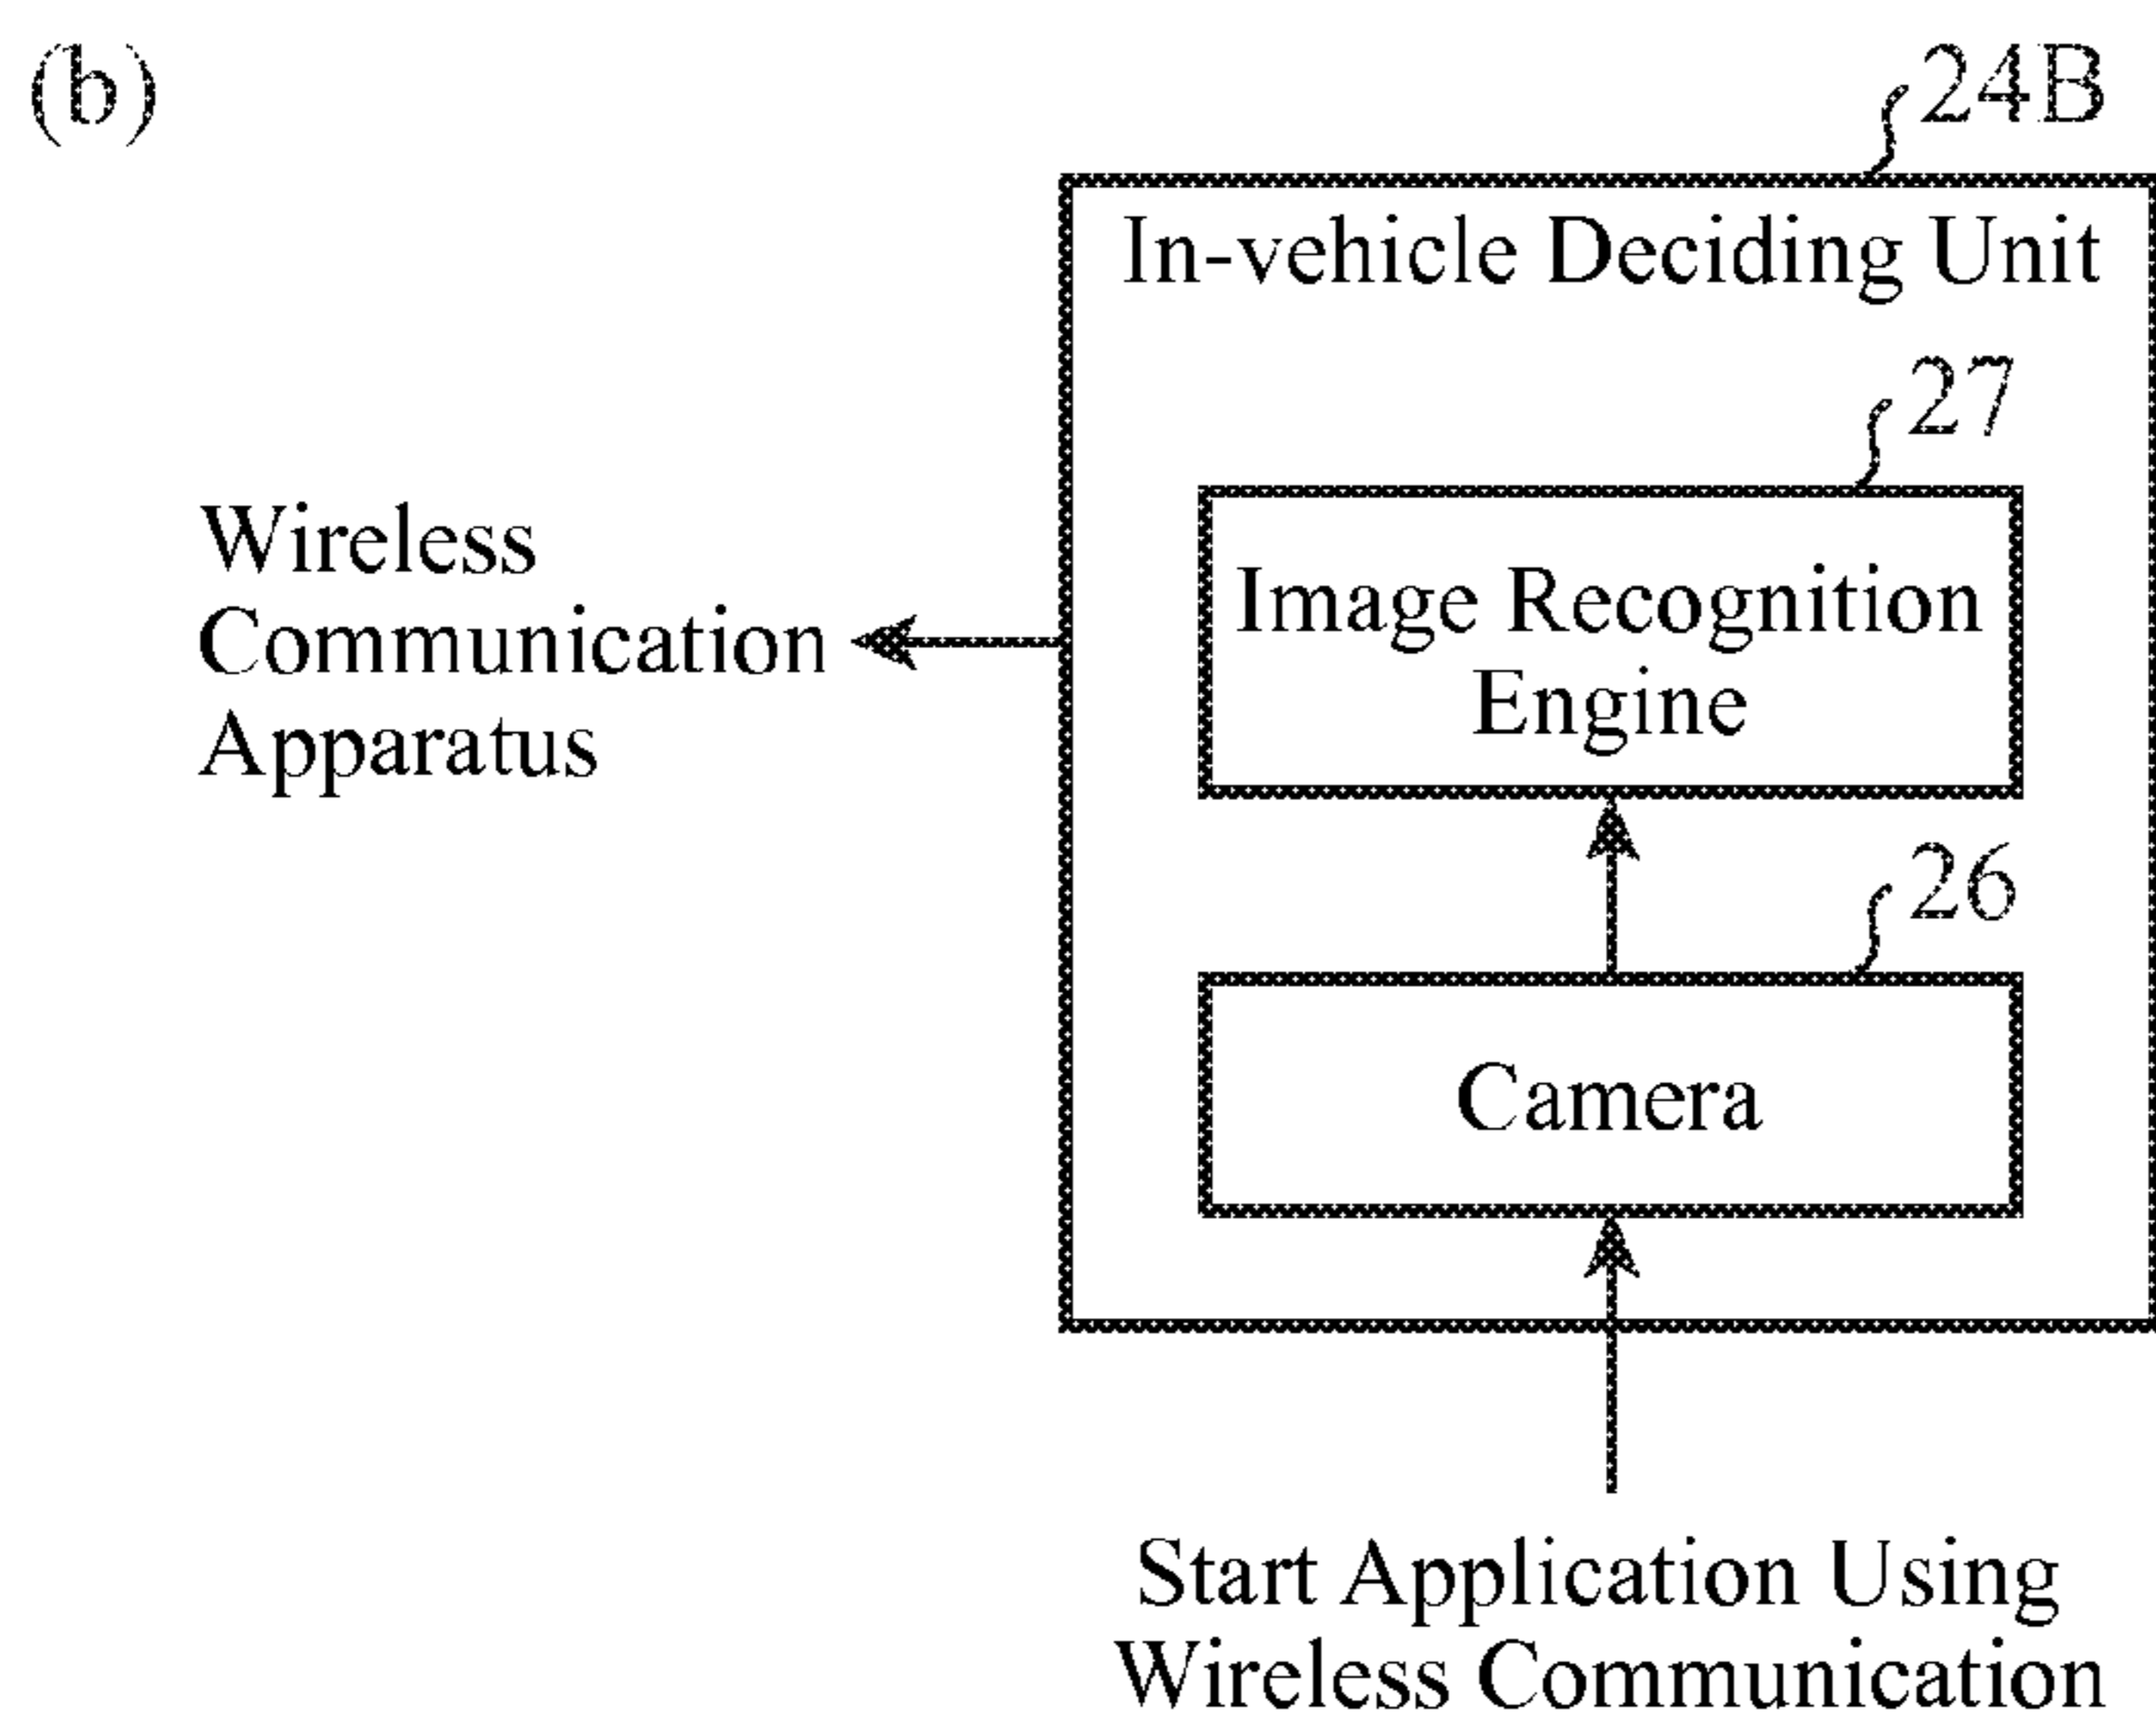 (b)
24B
In-vehicle Deciding Unit
27
Image Recognition
Engine
Wireless
Communication
Apparatus
26
Camera
Start Application Using
Wireless Communication